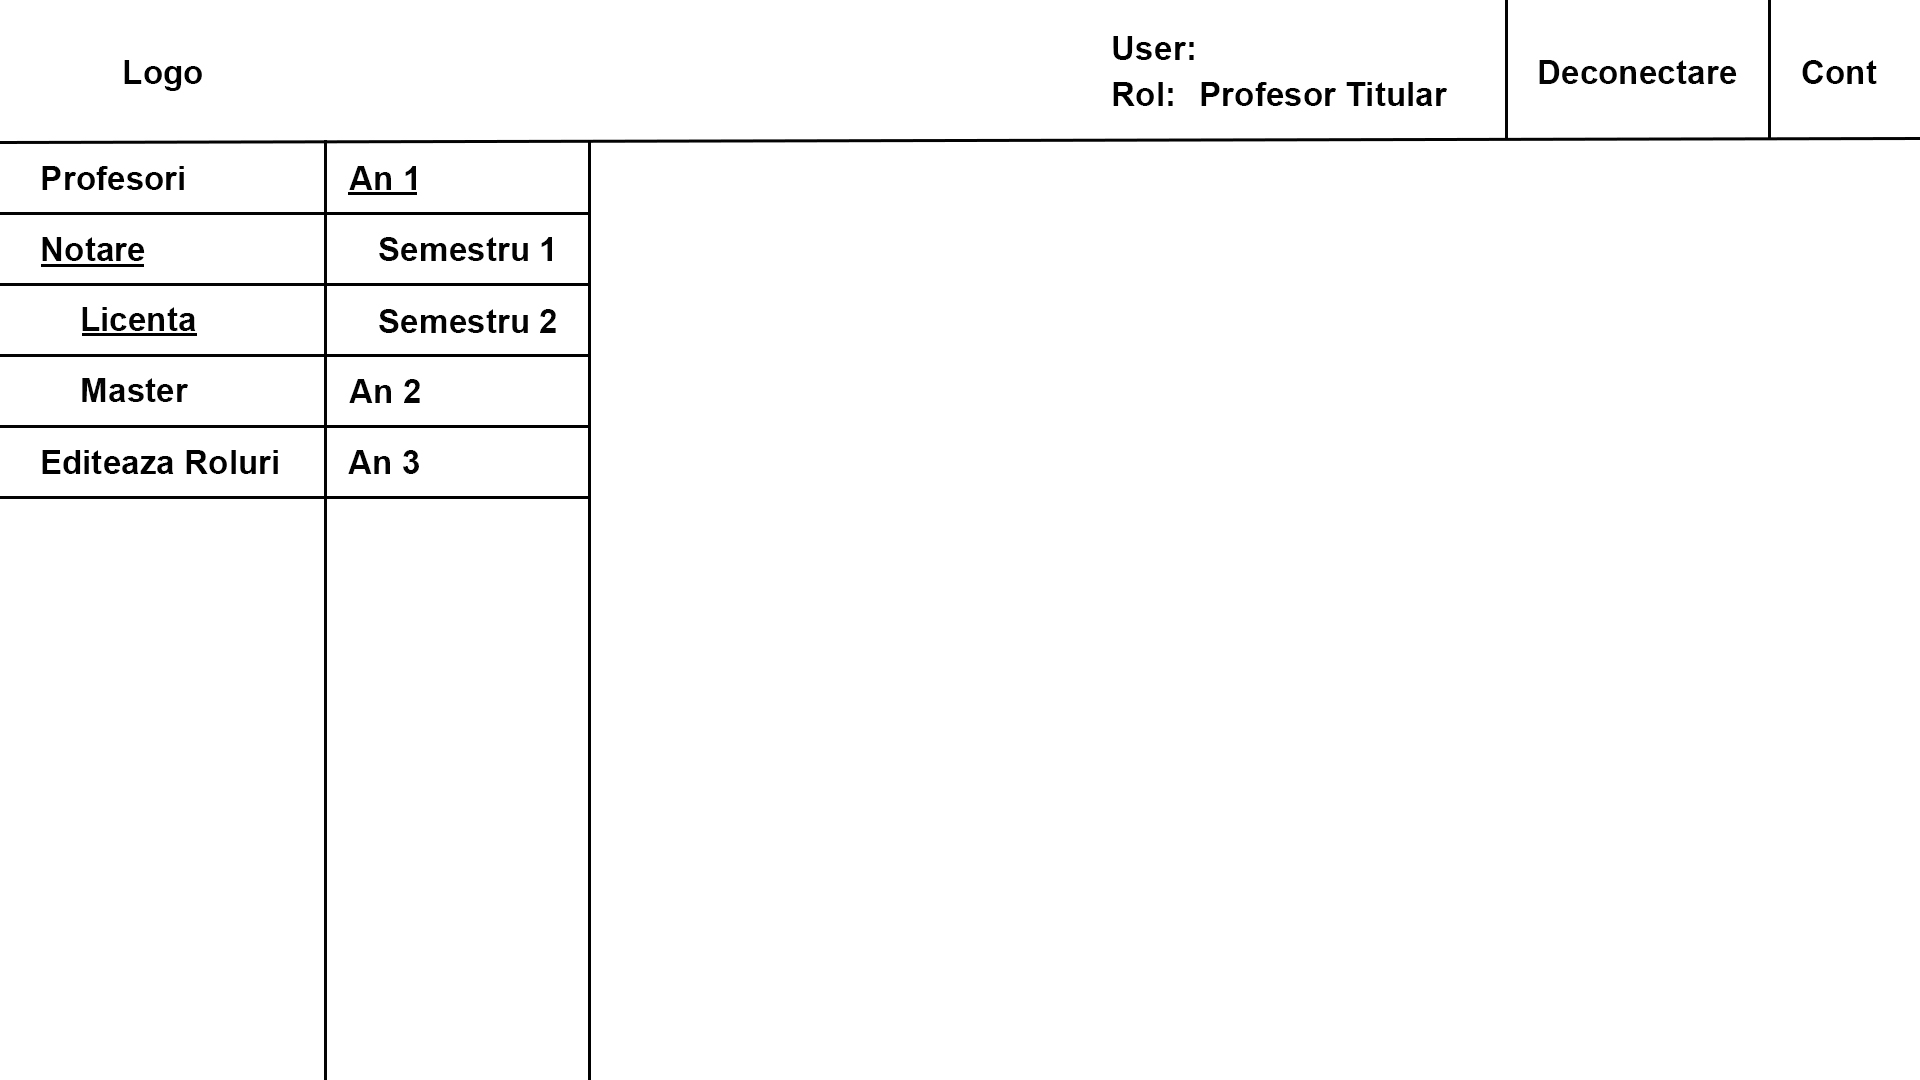 Logo
User:
Rol: Profesor Titular
Deconectare
Cont
Profesori
Notare
Licenta
Master
Editeaza Roluri
An 1
Semestru 1
Semestru 2
An 2
An 3